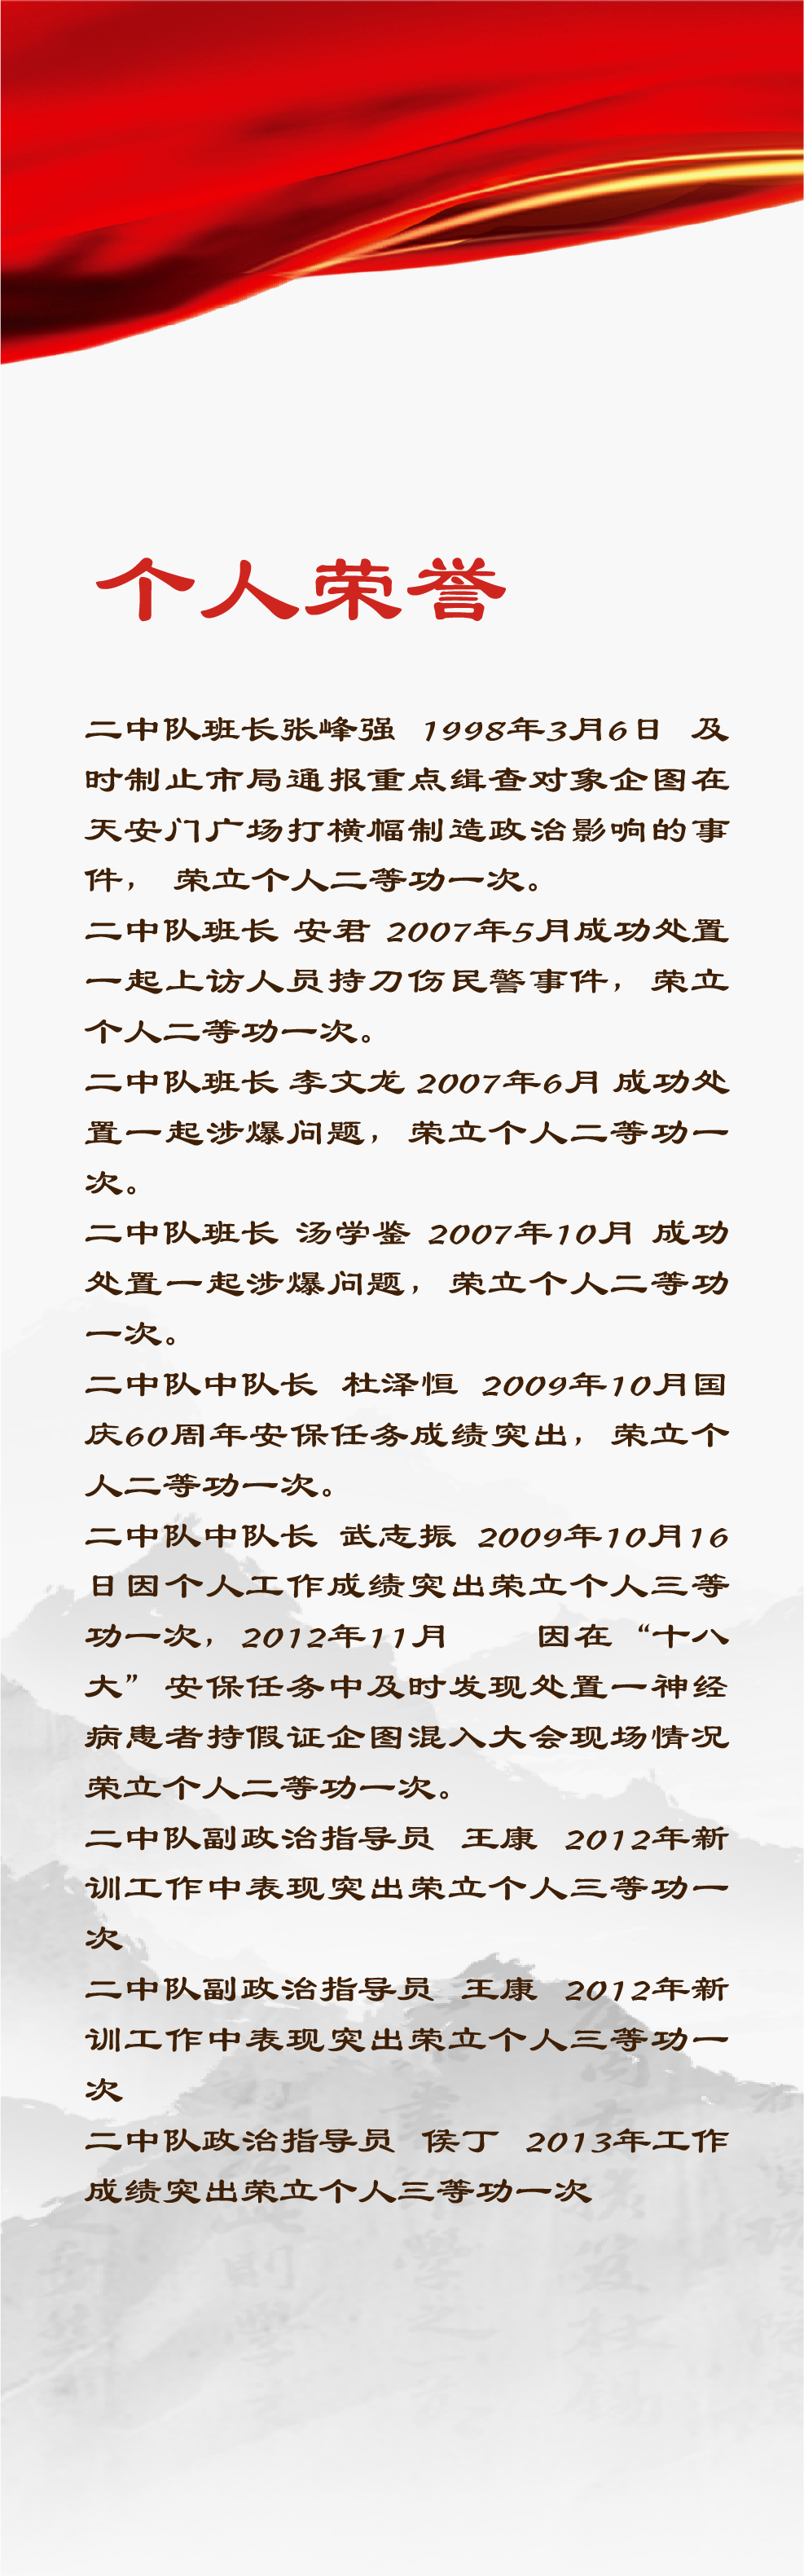 个人荣誉
二中队班长张峰强 1998年3月6日 及
时制止市局通报重点缉查对象企图在
天安门广场打横幅制造政治影响的事
件， 荣立个人二等功一次。
二中队班长 安君 2007年5月成功处置
一起上访人员持刀伤民警事件，荣立
个人二等功一次。
二中队班长 李文龙 2007年6月 成功处
置一起涉爆问题，荣立个人二等功一
次。
二中队班长 汤学鉴 2007年10月 成功
处置一起涉爆问题，荣立个人二等功
一次。
二中队中队长 杜泽恒 2009年10月国
庆60周年安保任务成绩突出，荣立个
人二等功一次。
二中队中队长 武志振 2009年10月16
日因个人工作成绩突出荣立个人三等
功一次，2012年11月 因在“十八
大”安保任务中及时发现处置一神经
病患者持假证企图混入大会现场情况
荣立个人二等功一次。
二中队副政治指导员 王康 2012年新
训工作中表现突出荣立个人三等功一
次
二中队副政治指导员 王康 2012年新
训工作中表现突出荣立个人三等功一
次
二中队政治指导员 侯丁 2013年工作
成绩突出荣立个人三等功一次